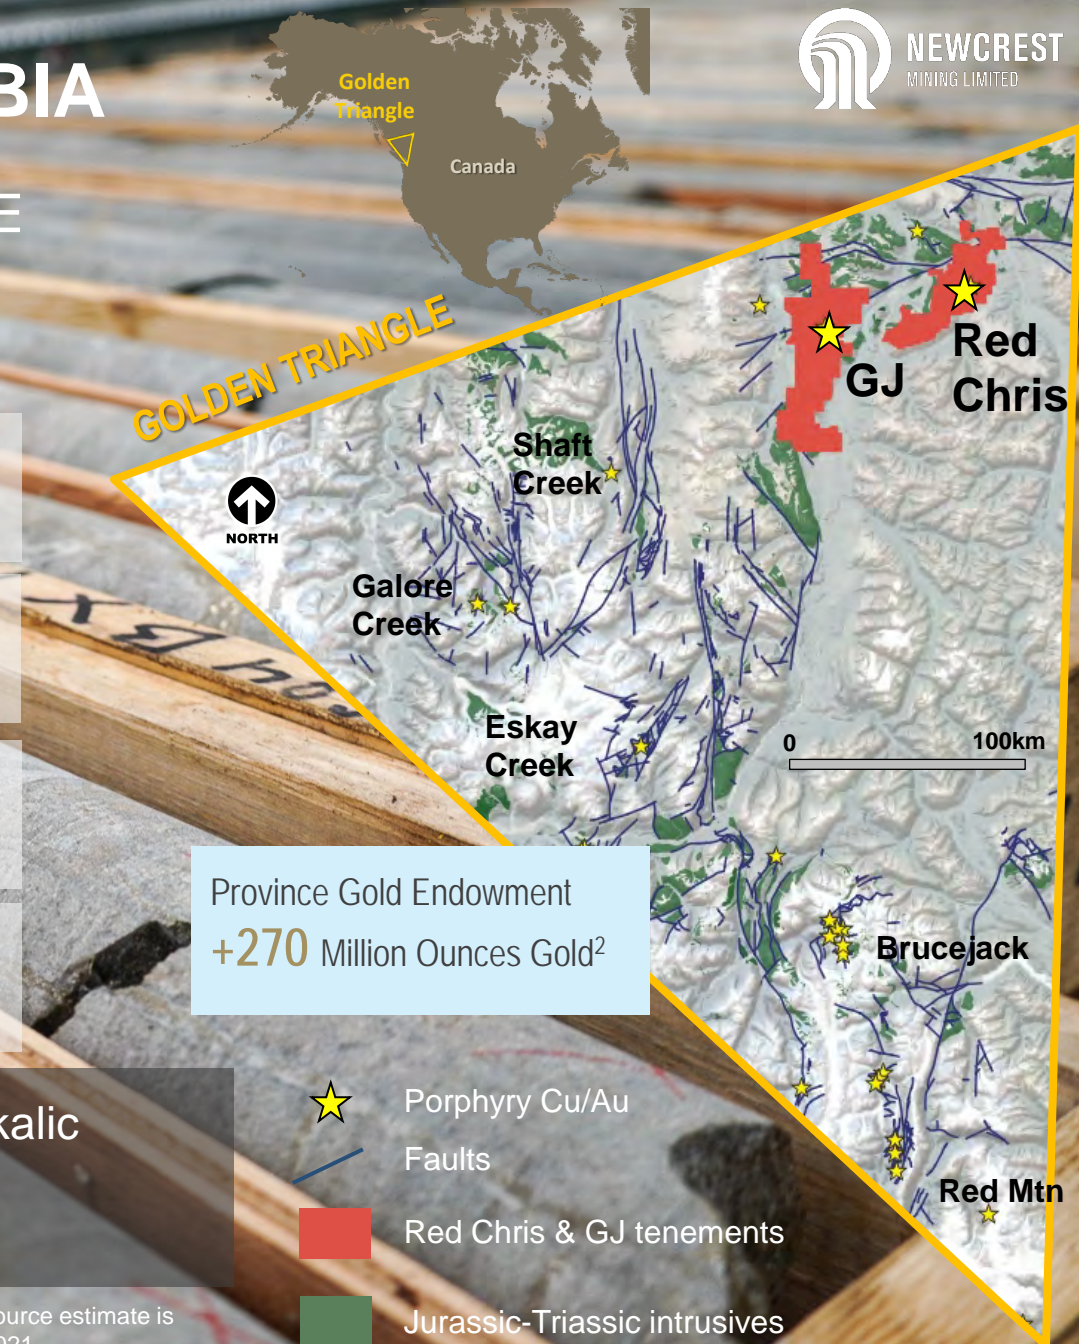 BIA
E
Golden
Triangle
Canada
NEWCREST
MINING LIMITED
GOLDEN TRIANGLE
NORTH
Red
Chris
GJ
Shaft
Creek
Galore
Creek
Eskay
Creek
0 100km
Province Gold Endowment
+270 Million Ounces Gold2
Brucejack
Red Mtn
kalic
Porphyry Cu/Au
Faults
Red Chris & GJ tenements
Jurassic-Triassic intrusives
ource estimate is